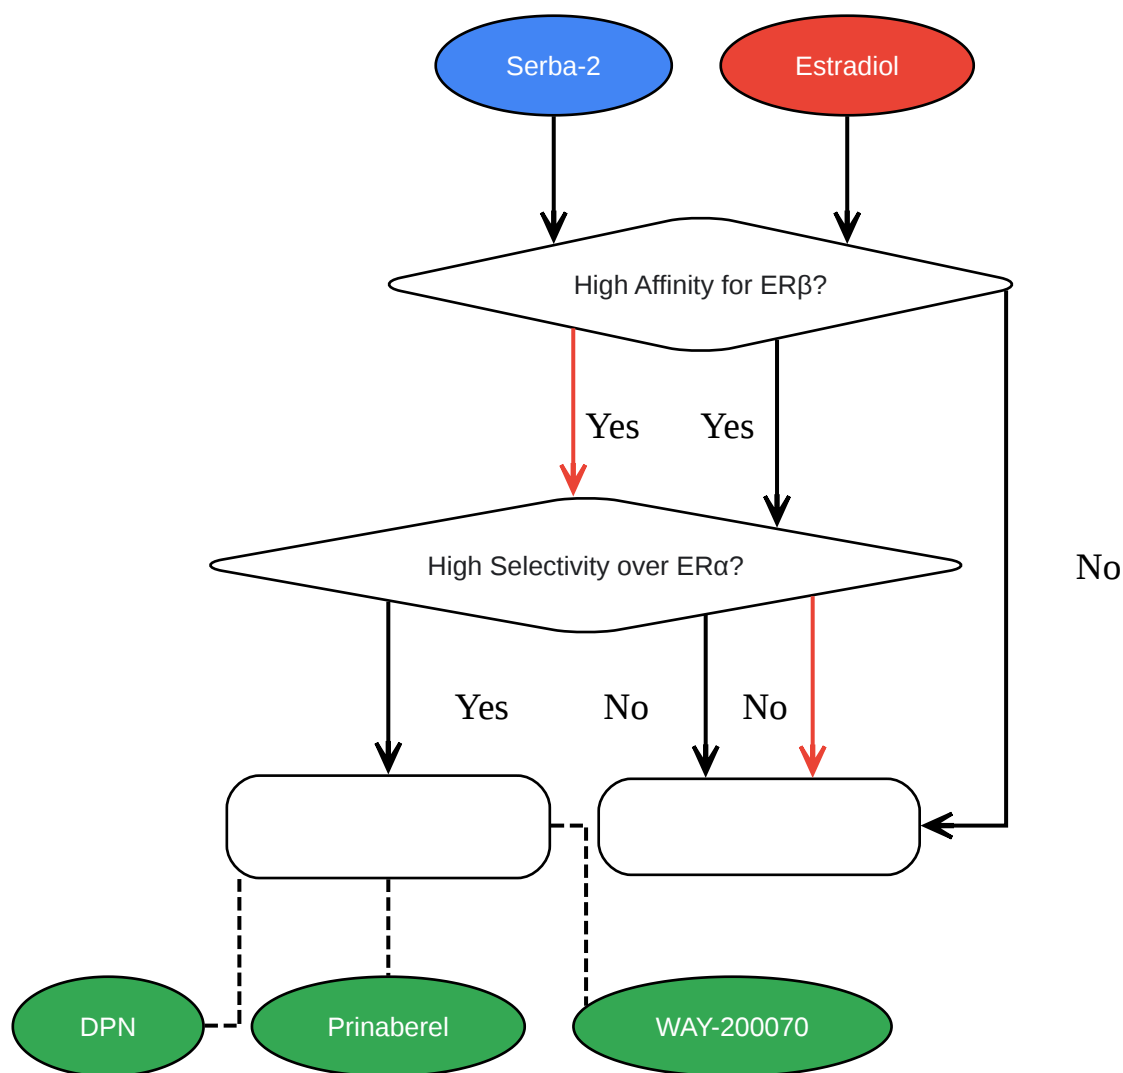 Serba-2
Estradiol
High Affinity for ERβ?
Yes
Yes
High Selectivity over ERα?
No
Yes
No
No
DPN
Prinaberel
WAY-200070